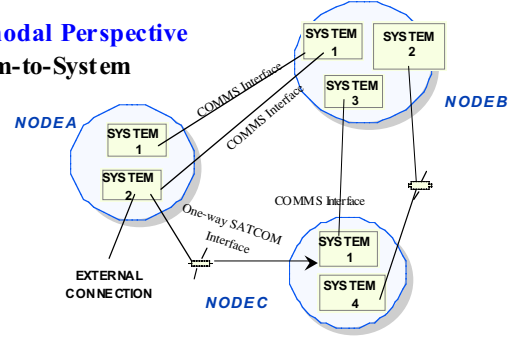 nodal Perspective
m-to-System
NODEA
SYSTEM
1
SYSTEM
2
EXTERNAL
CONNECTION
COMMS Interface
COMMS Interface
SYSTEM
1
SYSTEM
2
SYSTEM
3
NODEB
COMMS Interface
One-way SATCOM
Interface
NODEC
SYSTEM
1
SYSTEM
4